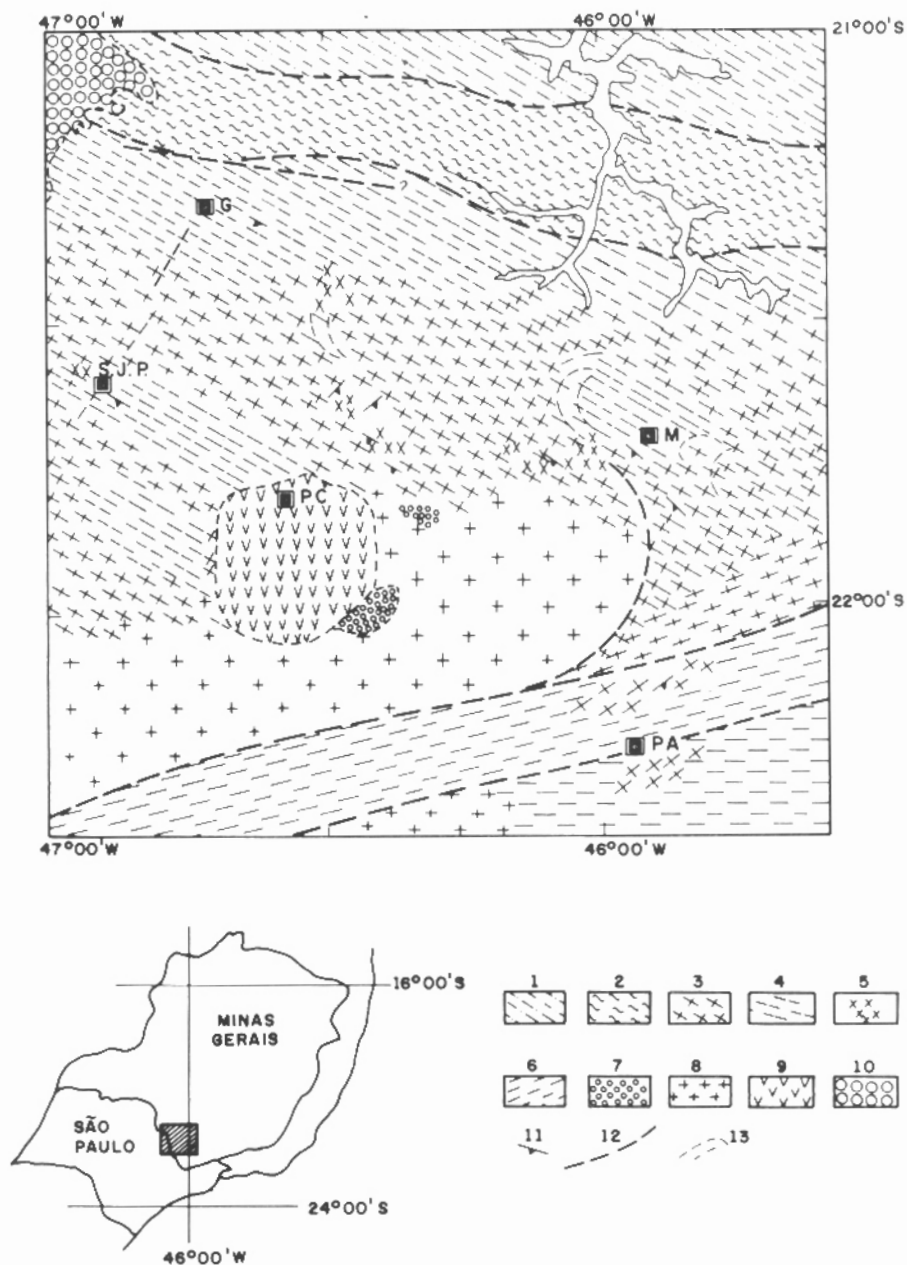 47°00'W 46°00'W 21°00'S
G
?
S.J.P.
M
PC
22°00'S
PA
47°00'W 46°00'W
16°00'S
MINAS
GERAIS
SÃO
PAULO
24°00'S
46°00'W
1 2 3 4 5
6 7 8 9 10
11 12 13